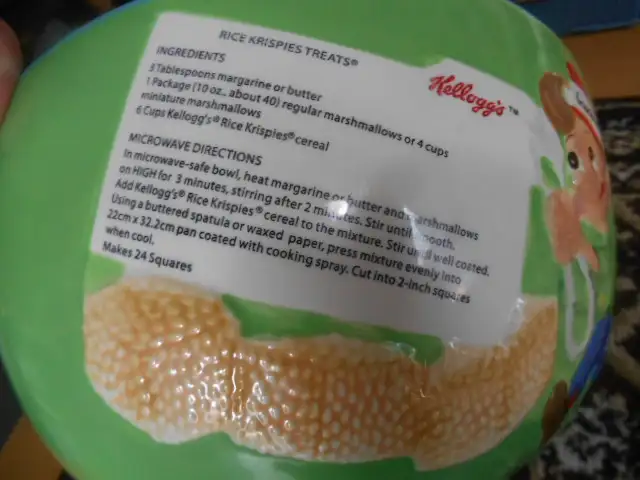 RICE KRISPIES TREATS®
Kellogg's™
INGREDIENTS
3 Tablespoons margarine or butter
1 Package (10 oz., about 40) regular marshmallows or 4 cups
miniature marshmallows
6 Cups Kellogg's® Rice Krispies® cereal
MICROWAVE DIRECTIONS
In microwave-safe bowl, heat margarine or butter and marshmallows
on HIGH for 3 minutes, stirring after 2 minutes. Stir until smooth.
Add Kellogg's® Rice Krispies® cereal to the mixture. Stir until well coated.
Using a buttered spatula or waxed paper, press mixture evenly into
22cm x 32.2cm pan coated with cooking spray. Cut into 2-inch squares
when cool.
Makes 24 Squares